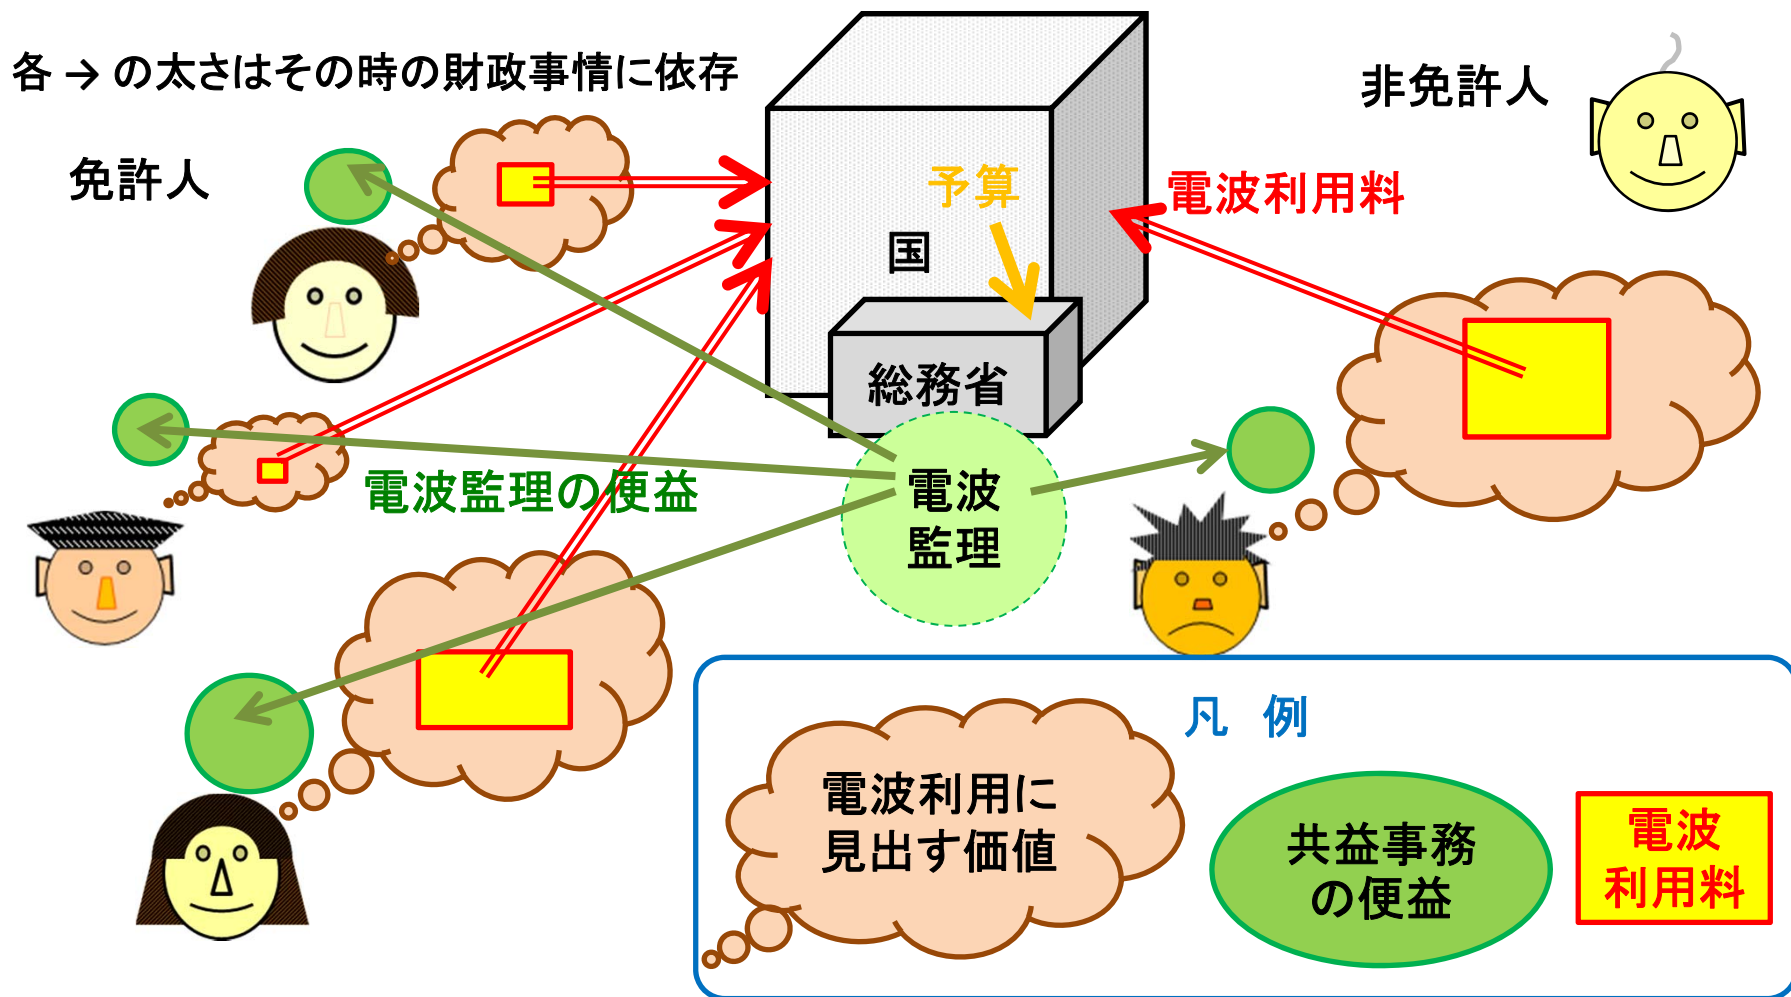 各 → の太さはその時の財政事情に依存
非免許人
免許人
予算
電波利用料
国
総務省
電波監理の便益
電波
監理
凡 例
電波利用に
見出す価値
共益事務
の便益
電波
利用料